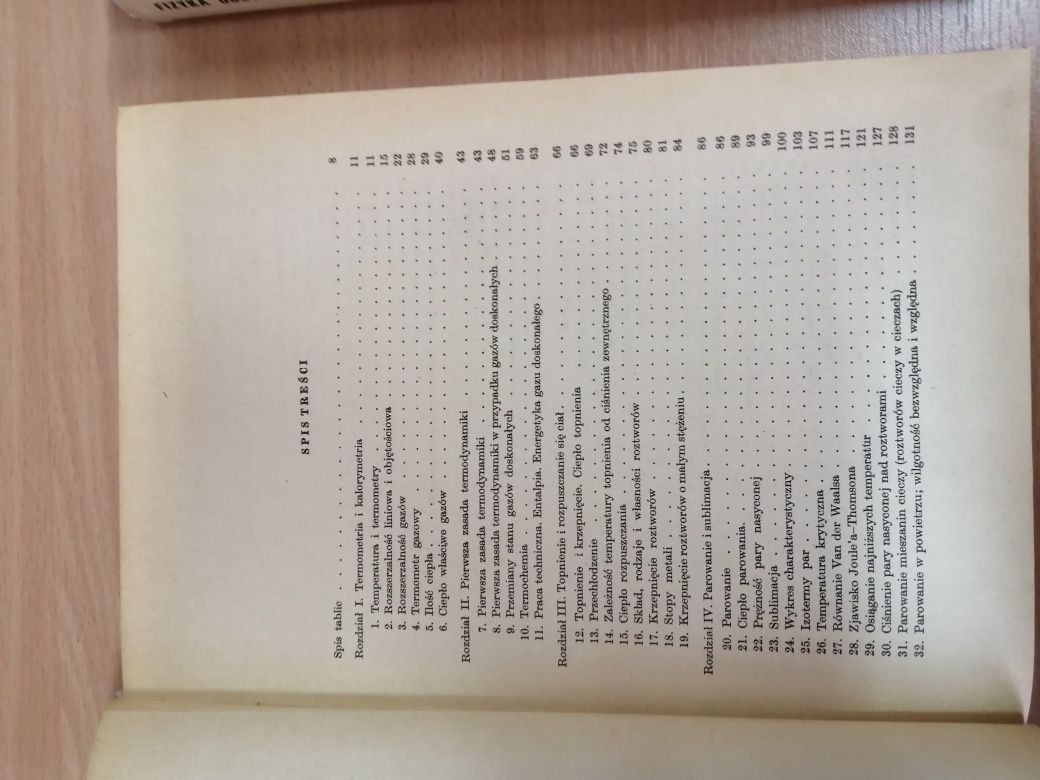 FIZYKA
SPIS TREŚCI
Spis tablic . . . . . . . . . . . . . . . . . . . . 8
Rozdział I. Termometria i kalorymetria . . . . . . . . . . . 11
1. Temperatura i termometry . . . . . . . . . . . . . 11
2. Rozszerzalność liniowa i objętościowa . . . . . . . . . . 15
3. Rozszerzalność gazów . . . . . . . . . . . . . . 22
4. Termometr gazowy . . . . . . . . . . . . . . . 28
5. Ilość ciepła . . . . . . . . . . . . . . . . . 29
6. Ciepło właściwe gazów . . . . . . . . . . . . . . 40
Rozdział II. Pierwsza zasada termodynamiki . . . . . . . . . . 43
7. Pierwsza zasada termodynamiki . . . . . . . . . . . . 43
8. Pierwsza zasada termodynamiki w przypadku gazów doskonałych . . . . 48
9. Przemiany stanu gazów doskonałych . . . . . . . . . . . 51
10. Termochemia . . . . . . . . . . . . . . . . . 59
11. Praca techniczna. Entalpia. Energetyka gazu doskonałego . . . . . . 63
Rozdział III. Topnienie i rozpuszczanie się ciał . . . . . . . . . . 66
12. Topnienie i krzepnięcie. Ciepło topnienia . . . . . . . . . 66
13. Przechłodzenie . . . . . . . . . . . . . . . . 69
14. Zależność temperatury topnienia od ciśnienia zewnętrznego . . . . . 72
15. Ciepło rozpuszczania . . . . . . . . . . . . . . 74
16. Skład, rodzaje i własności roztworów . . . . . . . . . . 75
17. Krzepnięcie roztworów . . . . . . . . . . . . . . 80
18. Stopy metali . . . . . . . . . . . . . . . . . 81
19. Krzepnięcie roztworów o małym stężeniu . . . . . . . . . . 84
Rozdział IV. Parowanie i sublimacja . . . . . . . . . . . . . 86
20. Parowanie . . . . . . . . . . . . . . . . . . 86
21. Ciepło parowania . . . . . . . . . . . . . . . . 89
22. Prężność pary nasyconej . . . . . . . . . . . . . 93
23. Sublimacja . . . . . . . . . . . . . . . . . 99
24. Wykres charakterystyczny . . . . . . . . . . . . . 100
25. Izotermy par . . . . . . . . . . . . . . . . . 103
26. Temperatura krytyczna . . . . . . . . . . . . . . 107
27. Równanie Van der Waalsa . . . . . . . . . . . . . 111
28. Zjawisko Joule'a—Thomsona . . . . . . . . . . . . . 117
29. Osiąganie najniższych temperatur . . . . . . . . . . . 121
30. Ciśnienie pary nasyconej nad roztworami . . . . . . . . . 127
31. Parowanie mieszanin cieczy (roztworów cieczy w cieczach) . . . . . 128
32. Parowanie w powietrzu; wilgotność bezwzględna i względna . . . . . 131